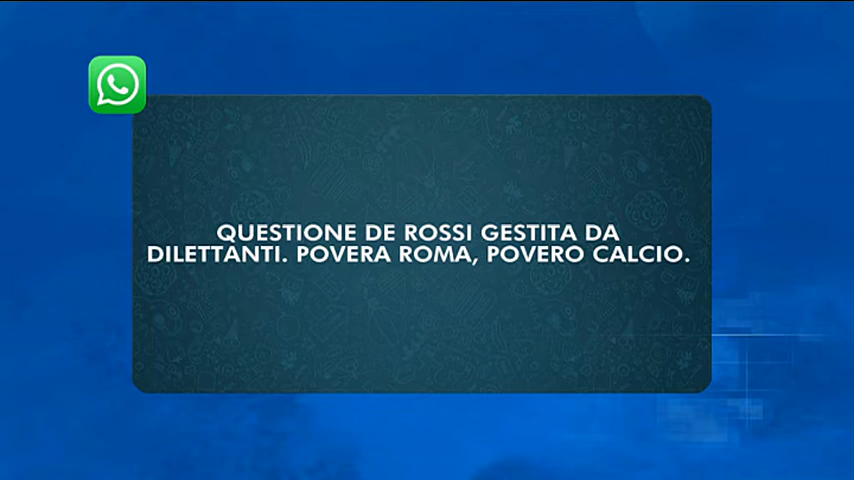 QUESTIONE DE ROSSI GESTITA DA
DILETTANTI. POVERA ROMA, POVERO CALCIO.